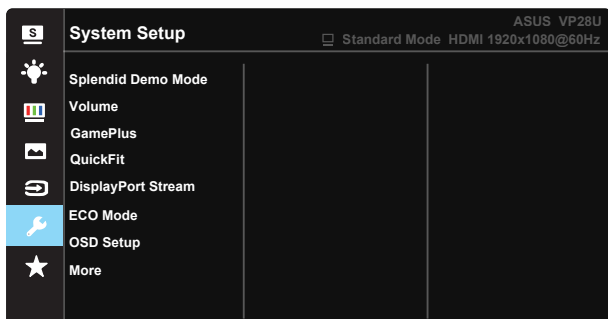 S
System Setup
ASUS VP28U
Standard Mode HDMI 1920x1080@60Hz
Splendid Demo Mode
Volume
GamePlus
QuickFit
DisplayPort Stream
ECO Mode
OSD Setup
More